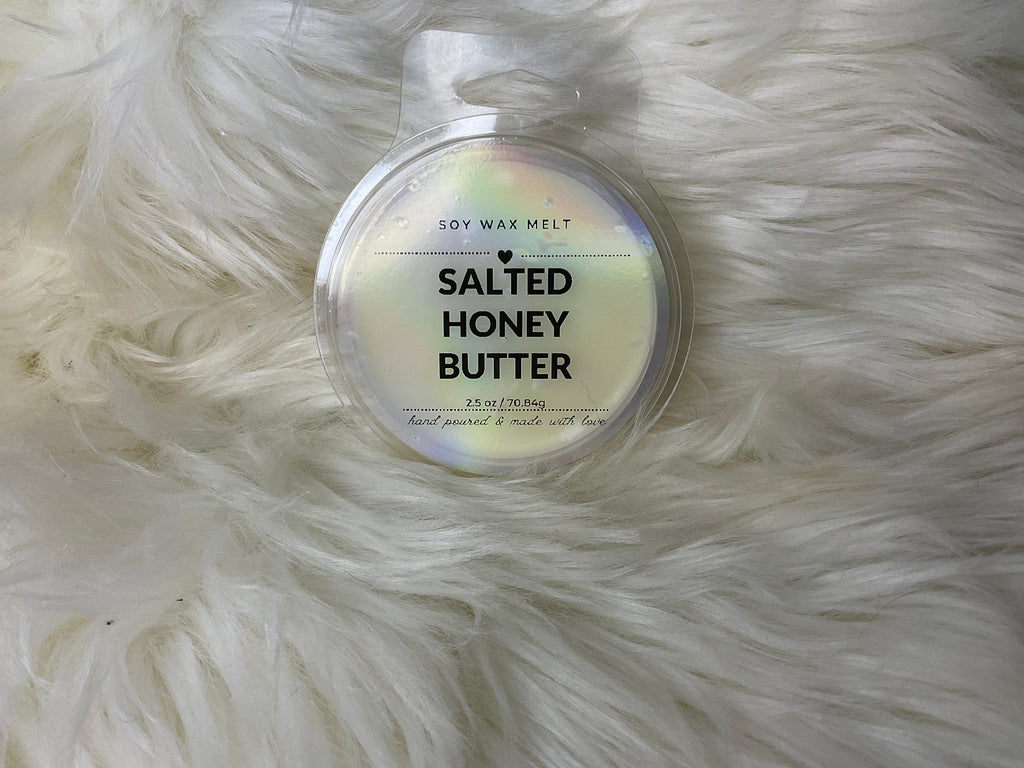 SOY WAX MELT
SALTED
HONEY
BUTTER
2.5 oz / 70.84g
hand poured & made with love